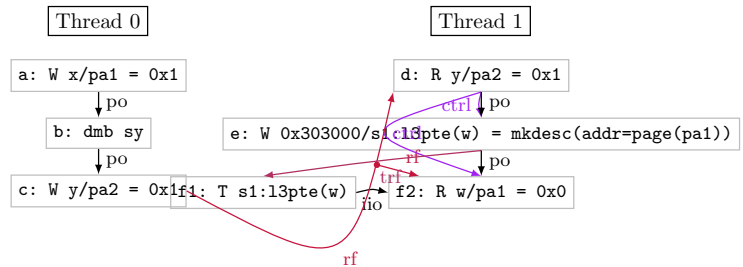 Thread 0
Thread 1
a: W x/pa1 = 0x1
d: R y/pa2 = 0x1
po
ctrl
po
b: dmb sy
e: W 0x303000/s1:l3pte(w) = mkdesc(addr=page(pa1))
ctrl
po
rf
po
c: W y/pa2 = 0x1
f1: T s1:l3pte(w)
trf
iio
f2: R w/pa1 = 0x0
rf